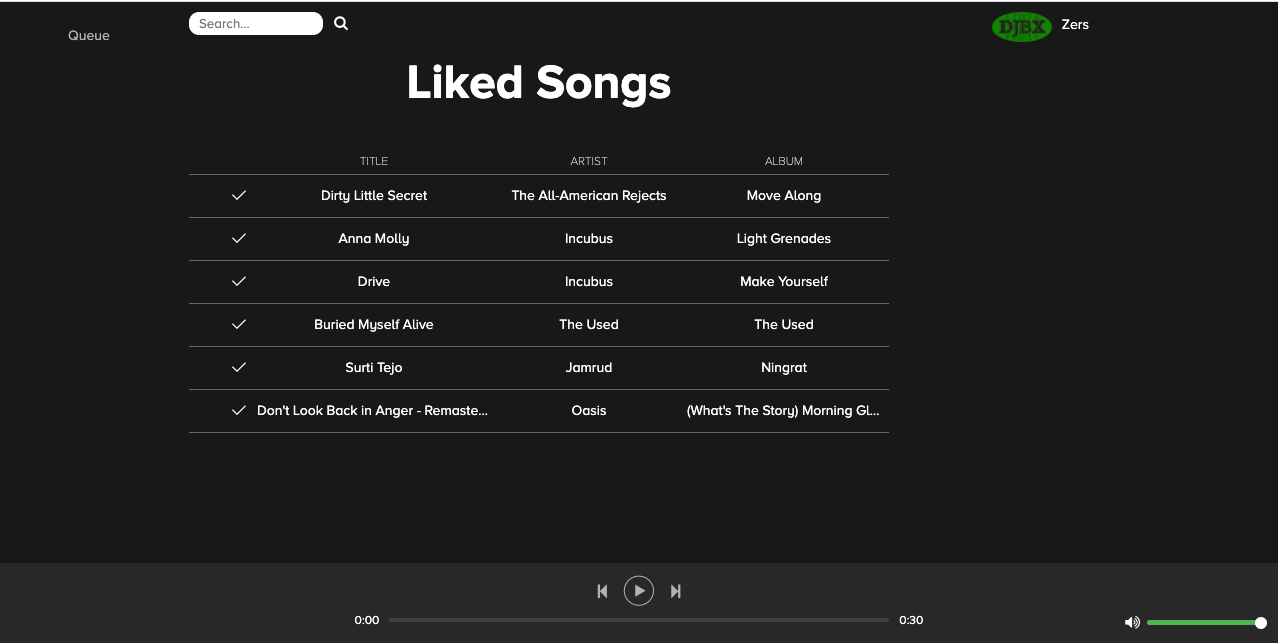 Search...
Queue
DJBX
Zers
Liked Songs
TITLE ARTIST ALBUM
Dirty Little Secret The All-American Rejects Move Along
Anna Molly Incubus Light Grenades
Drive Incubus Make Yourself
Buried Myself Alive The Used The Used
Surti Tejo Jamrud Ningrat
Don't Look Back in Anger - Remaste... Oasis (What's The Story) Morning Gl...
0:00 0:30